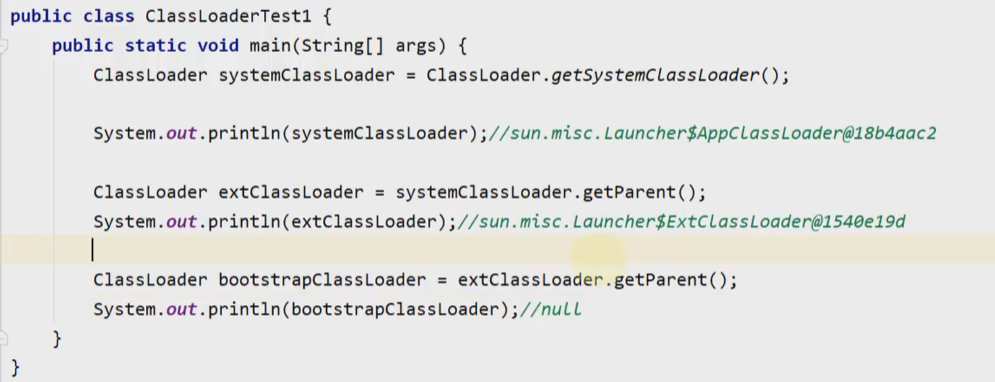 public class ClassLoaderTest1 {
    public static void main(String[] args) {
        ClassLoader systemClassLoader = ClassLoader.getSystemClassLoader();
        System.out.println(systemClassLoader);//sun.misc.Launcher$AppClassLoader@18b4aac2
        ClassLoader extClassLoader = systemClassLoader.getParent();
        System.out.println(extClassLoader);//sun.misc.Launcher$ExtClassLoader@1540e19d
        ClassLoader bootstrapClassLoader = extClassLoader.getParent();
        System.out.println(bootstrapClassLoader);//null
    }
}